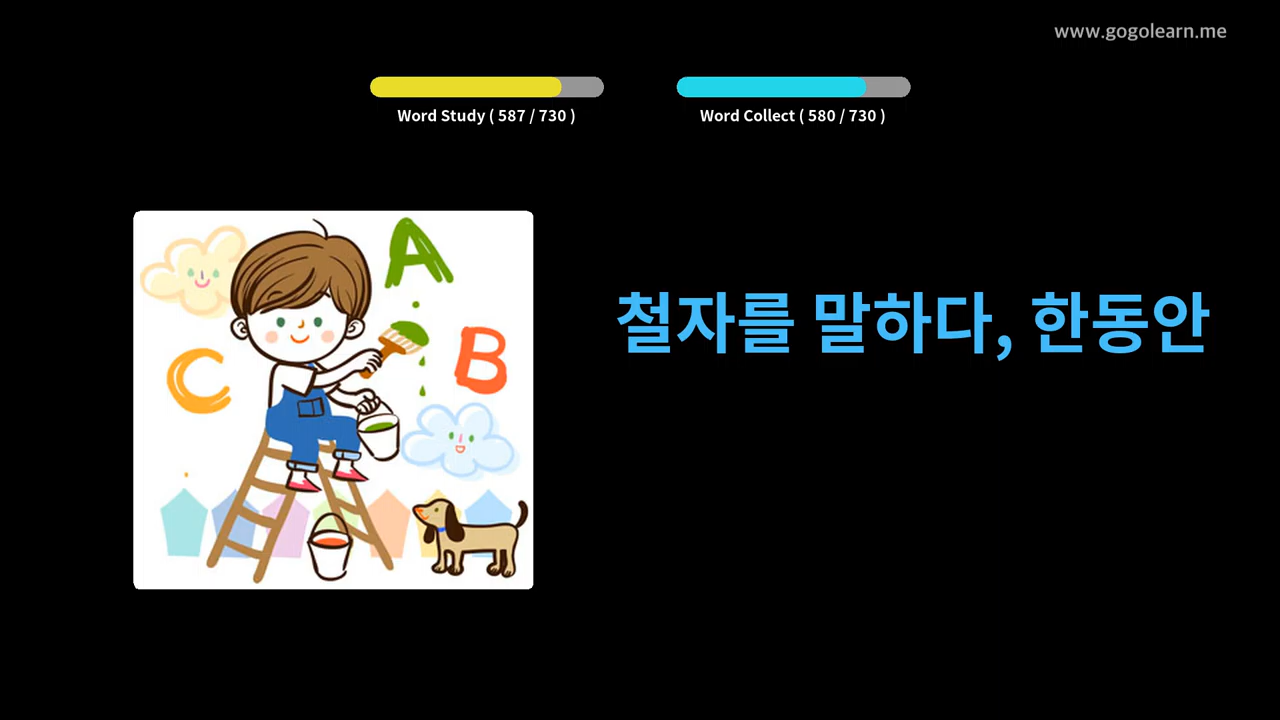 www.gogolearn.me
Word Study ( 587 / 730 )
Word Collect ( 580 / 730 )
A
B
C
철자를 말하다, 한동안